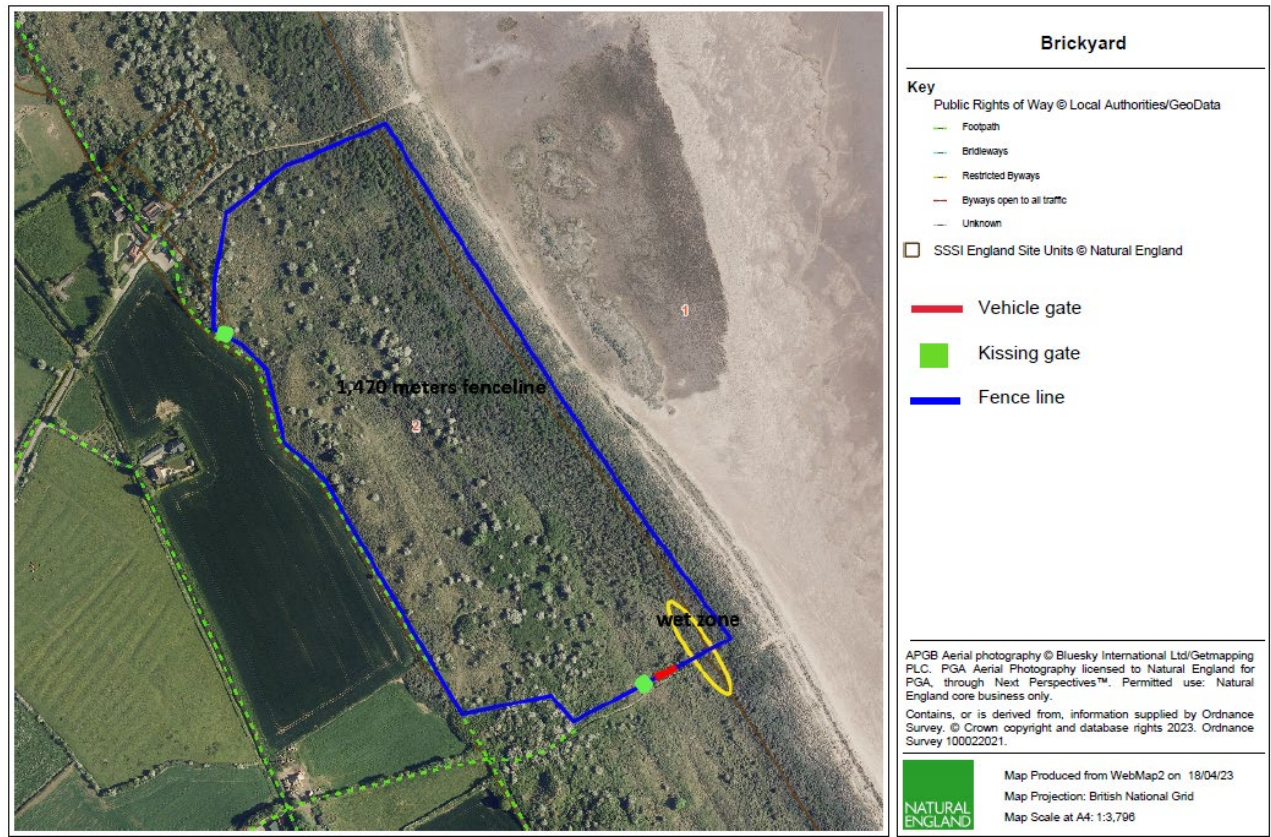 1,470 meters fenceline
1
2
wet zone
Brickyard
Key
Public Rights of Way © Local Authorities/GeoData
Footpath
Bridleways
Restricted Byways
Byways open to all traffic
Unknown
SSSI England Site Units © Natural England
Vehicle gate
Kissing gate
Fence line
APGB Aerial photography © Bluesky International Ltd/Getmapping
PLC. PGA Aerial Photography licensed to Natural England for
PGA, through Next Perspectives™. Permitted use: Natural
England core business only.
Contains, or is derived from, information supplied by Ordnance
Survey. © Crown copyright and database rights 2023. Ordnance
Survey 100022021.
NATURAL
ENGLAND
Map Produced from WebMap2 on 18/04/23
Map Projection: British National Grid
Map Scale at A4: 1:3,796